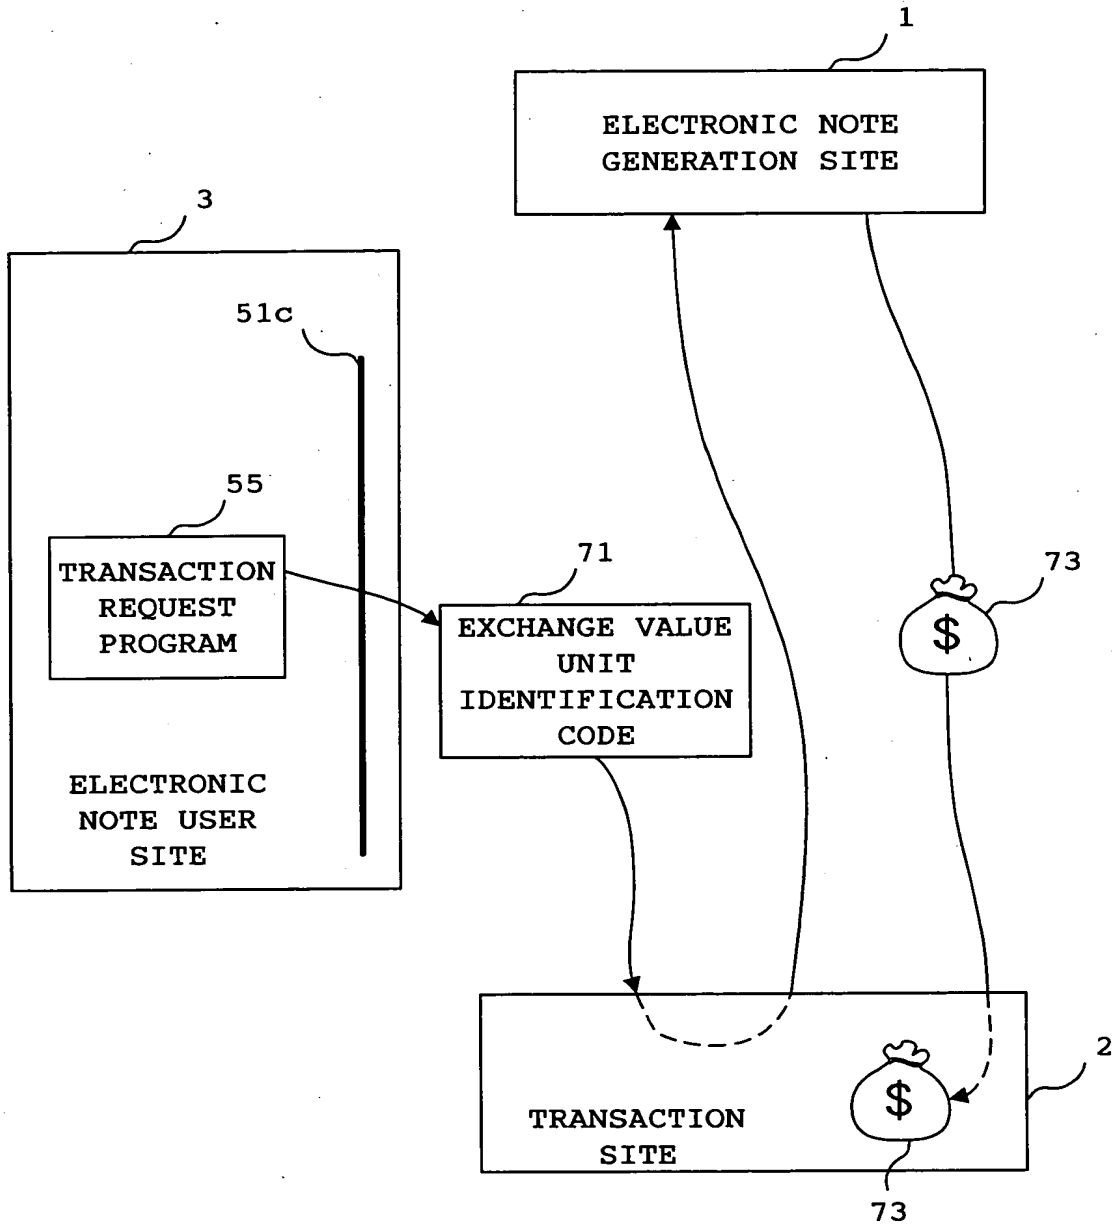 1
ELECTRONIC NOTE
GENERATION SITE
3
51c
55
TRANSACTION
REQUEST
PROGRAM
71
EXCHANGE VALUE
UNIT
IDENTIFICATION
CODE
73
$
ELECTRONIC
NOTE USER
SITE
2
$
TRANSACTION
SITE
73